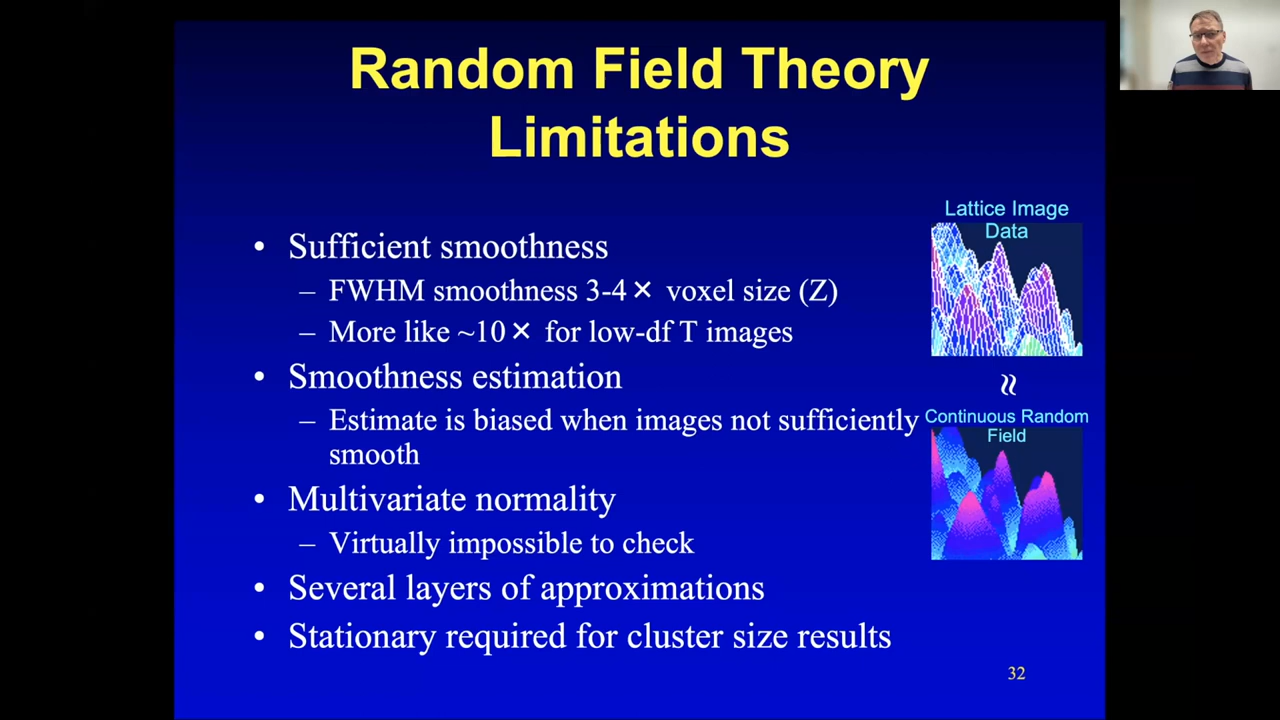 Random Field Theory
Limitations
• Sufficient smoothness
– FWHM smoothness 3-4× voxel size (Z)
– More like ~10× for low-df T images
• Smoothness estimation
– Estimate is biased when images not sufficiently
smooth
• Multivariate normality
– Virtually impossible to check
• Several layers of approximations
• Stationary required for cluster size results
Lattice Image
Data
≈
Continuous Random
Field
32